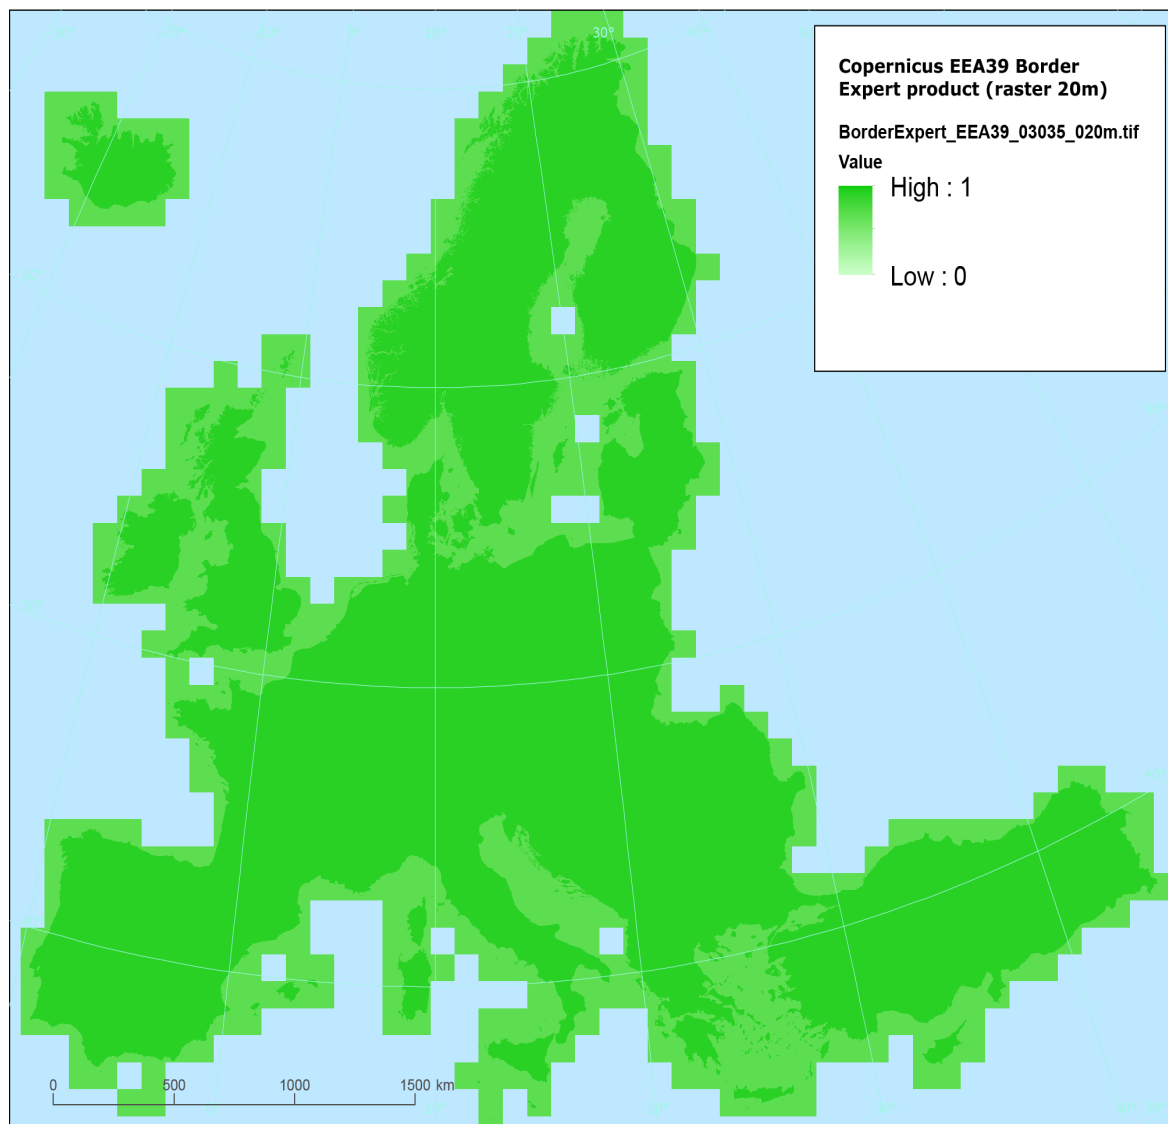 30°
Copernicus EEA39 Border
Expert product (raster 20m)
BorderExpert_EEA39_03035_020m.tif
Value
High : 1
Low : 0
0 500 1000 1500 km